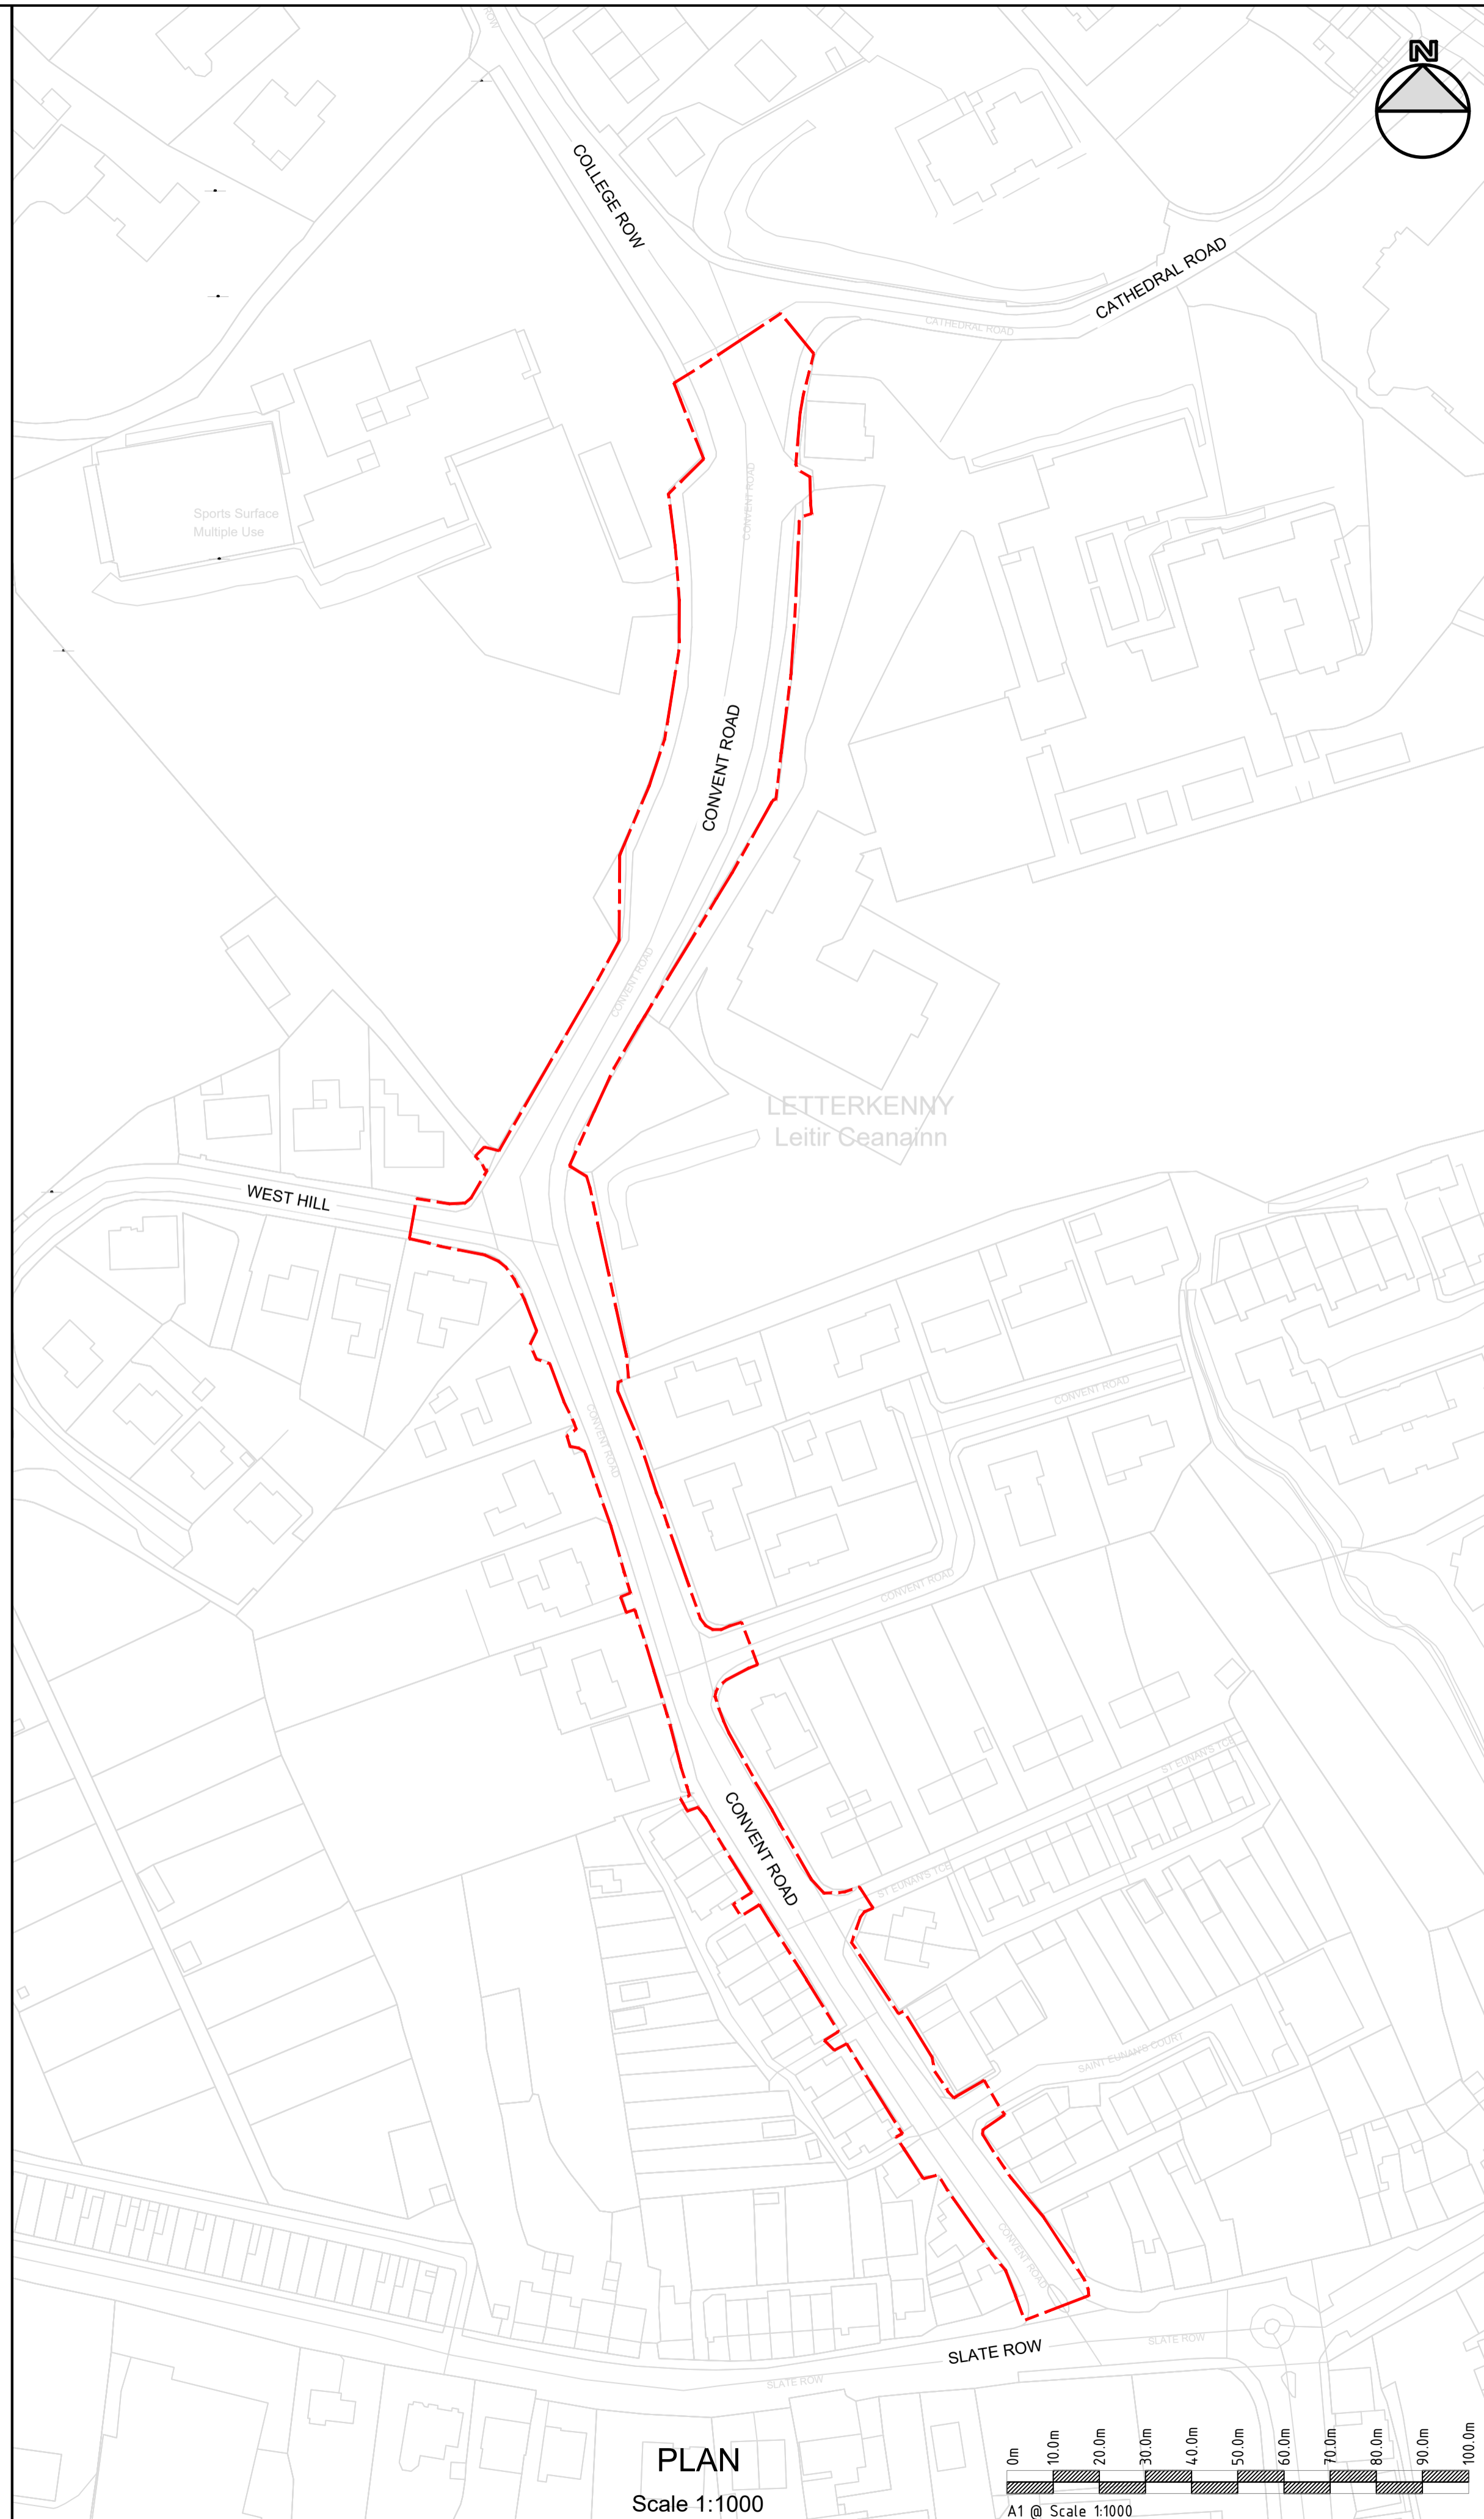 ROW
N
COLLEGE ROW
CATHEDRAL ROAD
CATHEDRAL ROAD
CONVENT ROAD
Sports Surface
Multiple Use
CONVENT ROAD
CONVENT ROAD
LETTERKENNY
Leitir Ceanainn
WEST HILL
CONVENT ROAD
CONVENT ROAD
CONVENT ROAD
ST EUNAN'S TCE
CONVENT ROAD
ST EUNAN'S TCE
SAINT EUNAN'S COURT
CONVENT ROAD
SLATE ROW
SLATE ROW
SLATE ROW
PLAN
Scale 1:1000
0m
10.0m
20.0m
30.0m
40.0m
50.0m
60.0m
70.0m
80.0m
90.0m
100.0m
A1 @ Scale 1:1000